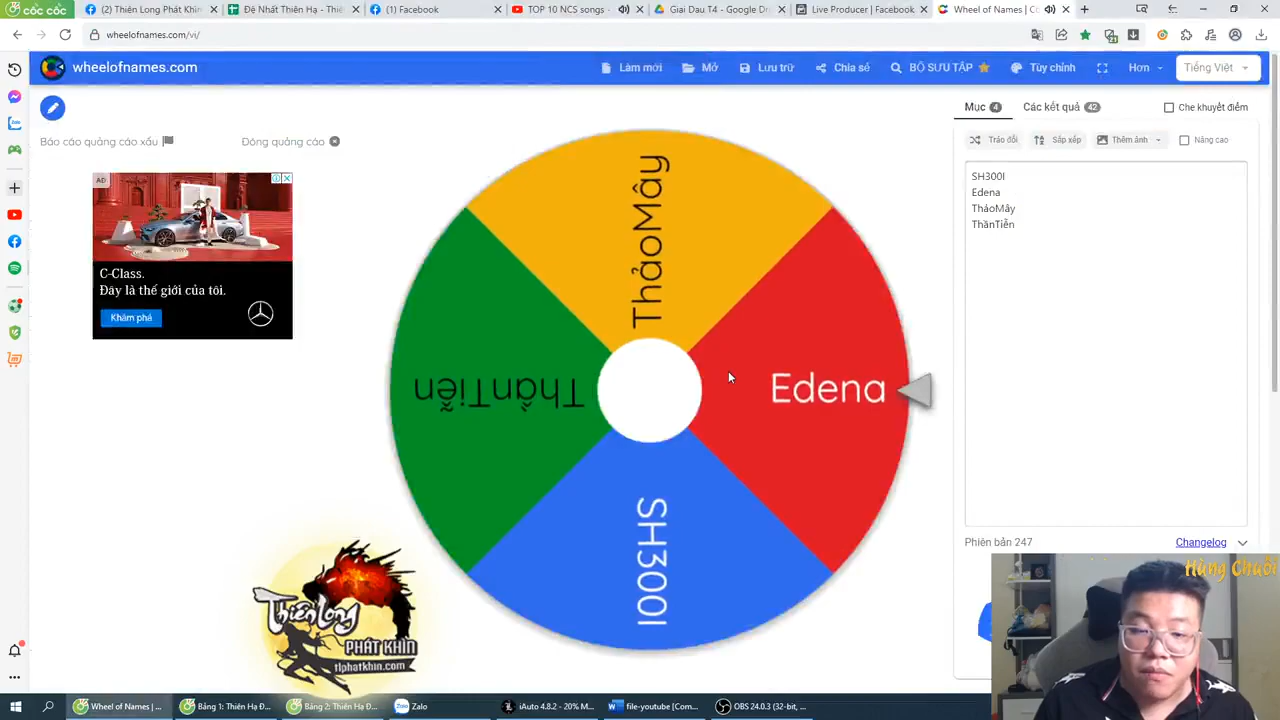 cốc cốc
(2) Thiên Long Phát Khìn
Đệ Nhất Thiên Hạ - Thiê
(1) Facebook
TOP 10 NCS songs -
Giai Dau T4 - Google Dri
Live Producer | Facebook
Wheel of Names | Co
wheelofnames.com/vi/
wheelofnames.com
Làm mới
Mở
Lưu trữ
Chia sẻ
BỘ SƯU TẬP
Tùy chỉnh
Hơn
Tiếng Việt
Mục 4
Các kết quả 42
Che khuyết điểm
Báo cáo quảng cáo xấu
Đóng quảng cáo
Tráo đổi
Sắp xếp
Thêm ảnh
Nâng cao
AD
C-Class.
Đây là thế giới của tôi.
Khám phá
SH300I
Edena
ThảoMây
ThầnTiễn
ThảoMây
Edena
ThầnTiễn
SH300I
Phiên bản 247
Changelog
Hùng Chuối
Thiên Long
PHÁT KHÌN
tlphatkhin.com
Wheel of Names | ...
Bảng 1: Thiên Hạ Đ...
Bảng 2: Thiên Hạ Đ...
Zalo
iAuto 4.8.2 - 20% M...
file-youtube [Com...
OBS 24.0.3 (32-bit, ...